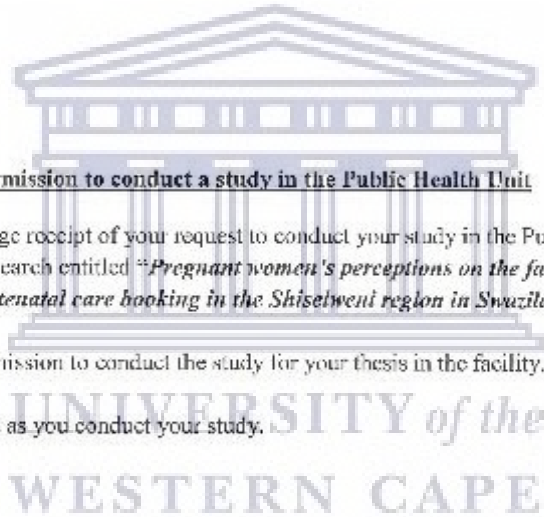 mission to conduct a study in the Public Health Unit
ge receipt of your request to conduct your study in the Pu
earch entitled "Pregnant women's perceptions on the fa
tenatal care booking in the Shiselweni region in Swazila
nission to conduct the study for your thesis in the facility.
as you conduct your study.
UNIVERSITY of the
WESTERN CAPE